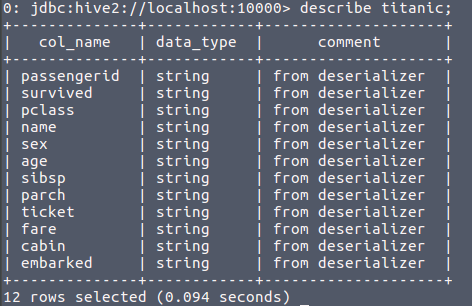 0: jdbc:hive2://localhost:10000> describe titanic;
+--------------+------------+--------------------+
|   col_name   | data_type  |      comment       |
+--------------+------------+--------------------+
| passengerid  | string     | from deserializer  |
| survived     | string     | from deserializer  |
| pclass       | string     | from deserializer  |
| name         | string     | from deserializer  |
| sex          | string     | from deserializer  |
| age          | string     | from deserializer  |
| sibsp        | string     | from deserializer  |
| parch        | string     | from deserializer  |
| ticket       | string     | from deserializer  |
| fare         | string     | from deserializer  |
| cabin        | string     | from deserializer  |
| embarked     | string     | from deserializer  |
+--------------+------------+--------------------+
12 rows selected (0.094 seconds)